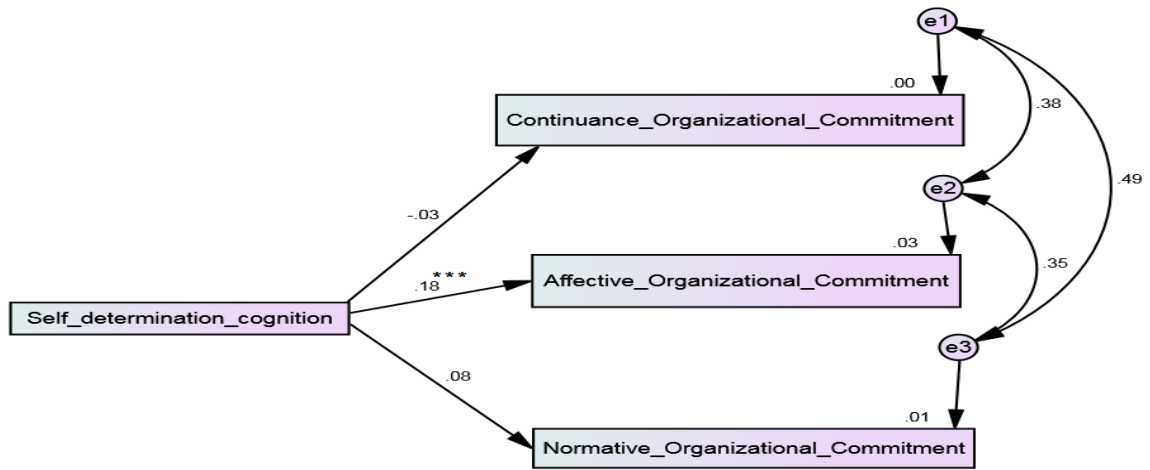 e1
.00
Continuance_Organizational_Commitment
.38
e2
.49
-.03
.03
.35
***
.18
Affective_Organizational_Commitment
Self_determination_cognition
e3
.08
.01
Normative_Organizational_Commitment